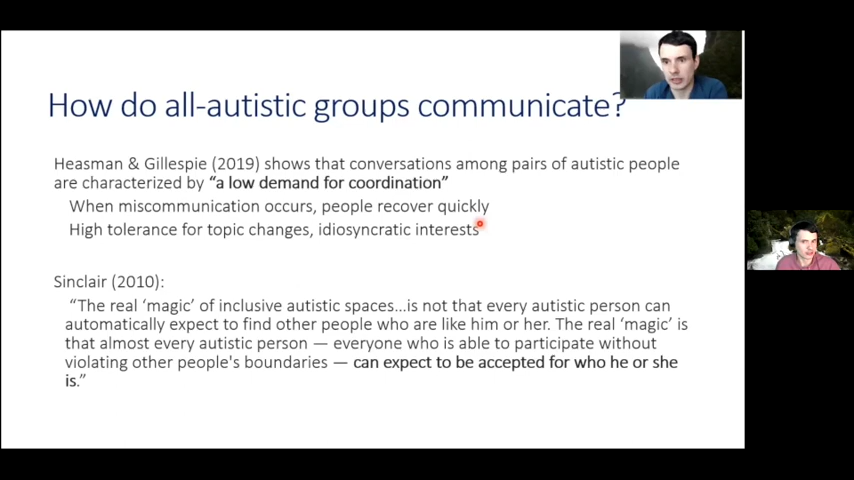 How do all-autistic groups communicate?
Heasman & Gillespie (2019) shows that conversations among pairs of autistic people
are characterized by “a low demand for coordination”
When miscommunication occurs, people recover quickly
High tolerance for topic changes, idiosyncratic interests
Sinclair (2010):
“The real ‘magic’ of inclusive autistic spaces...is not that every autistic person can
automatically expect to find other people who are like him or her. The real ‘magic’ is
that almost every autistic person — everyone who is able to participate without
violating other people's boundaries — can expect to be accepted for who he or she
is.”